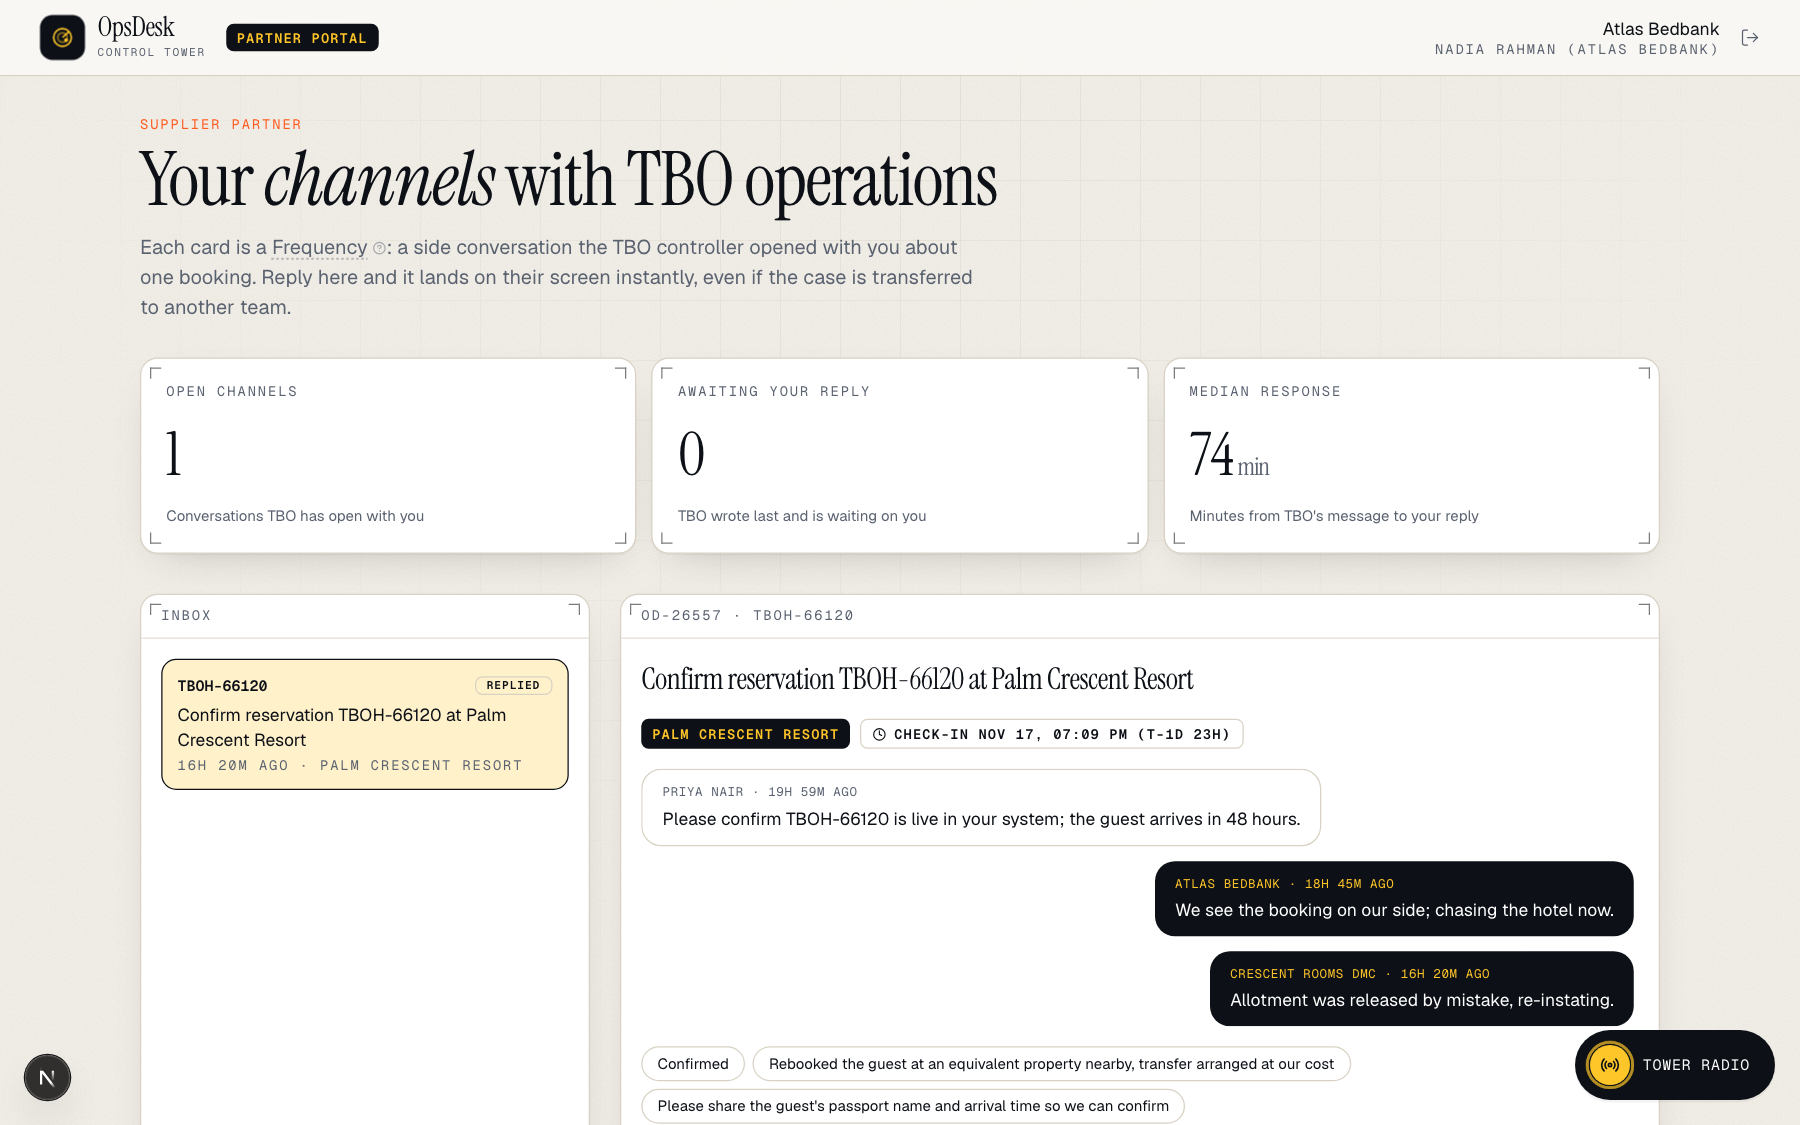 OpsDesk
CONTROL TOWER
PARTNER PORTAL
Atlas Bedbank
NADIA RAHMAN (ATLAS BEDBANK)
SUPPLIER PARTNER
Your channels with TBO operations
Each card is a Frequency ?: a side conversation the TBO controller opened with you about
one booking. Reply here and it lands on their screen instantly, even if the case is transferred
to another team.
OPEN CHANNELS
1
Conversations TBO has open with you
AWAITING YOUR REPLY
0
TBO wrote last and is waiting on you
MEDIAN RESPONSE
74 min
Minutes from TBO's message to your reply
INBOX
TBOH-66120
REPLIED
Confirm reservation TBOH-66120 at Palm
Crescent Resort
16H 20M AGO · PALM CRESCENT RESORT
OD-26557 · TBOH-66120
Confirm reservation TBOH-66120 at Palm Crescent Resort
PALM CRESCENT RESORT
CHECK-IN NOV 17, 07:09 PM (T-1D 23H)
PRIYA NAIR · 19H 59M AGO
Please confirm TBOH-66120 is live in your system; the guest arrives in 48 hours.
ATLAS BEDBANK · 18H 45M AGO
We see the booking on our side; chasing the hotel now.
CRESCENT ROOMS DMC · 16H 20M AGO
Allotment was released by mistake, re-instating.
Confirmed
Rebooked the guest at an equivalent property nearby, transfer arranged at our cost
Please share the guest's passport name and arrival time so we can confirm
N
TOWER RADIO